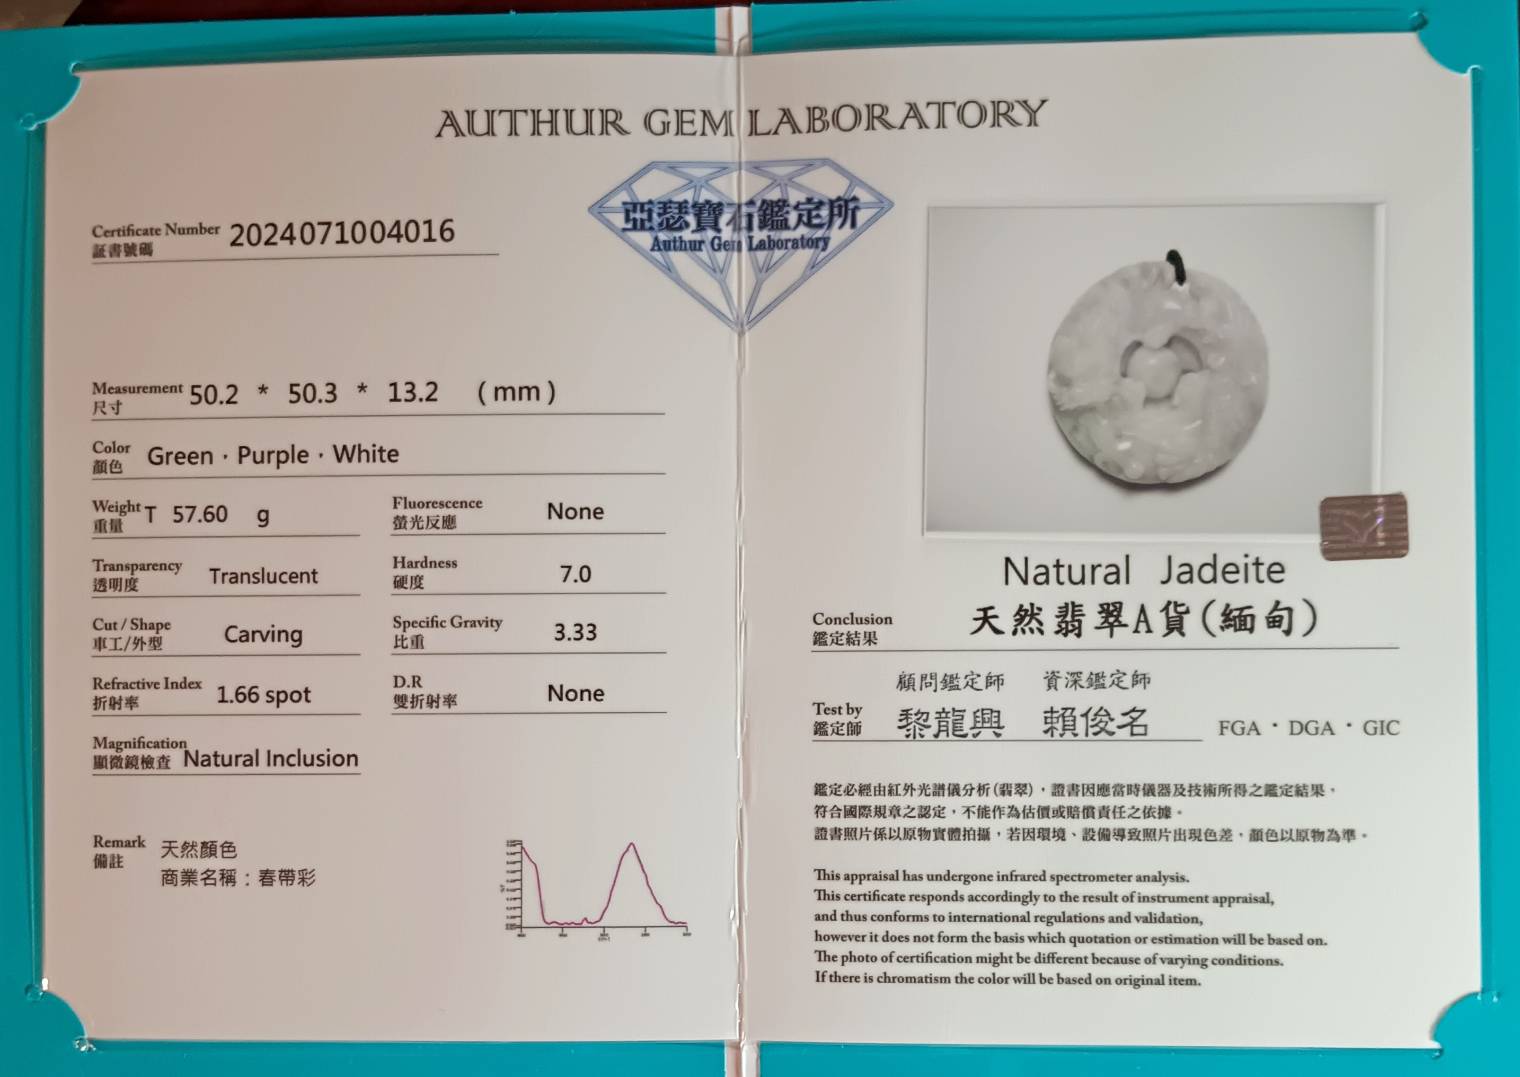 AUTHUR GEM LABORATORY
亞瑟寶石鑑定所
Authur Gem Laboratory
Certificate Number 2024071004016
証書號碼
Measurement 50.2 * 50.3 * 13.2 (mm)
尺寸
Color Green · Purple · White
顏色
Weight T 57.60 g
重量
Fluorescence None
螢光反應
Transparency Translucent
透明度
Hardness 7.0
硬度
Cut / Shape Carving
車工/外型
Specific Gravity 3.33
比重
Refractive Index 1.66 spot
折射率
D.R None
雙折射率
Magnification Natural Inclusion
顯微鏡檢查
Remark 天然顏色
備註
商業名稱：春帶彩
Natural Jadeite
Conclusion 天然翡翠A貨(緬甸)
鑑定結果
顧問鑑定師 資深鑑定師
Test by 黎龍興 賴俊名 FGA · DGA · GIC
鑑定師
鑑定必經由紅外光譜儀分析(翡翠)，證書因應當時儀器及技術所得之鑑定結果，
符合國際規章之認定，不能作為估價或賠償責任之依據。
證書照片係以原物實體拍攝，若因環境、設備導致照片出現色差，顏色以原物為準。
This appraisal has undergone infrared spectrometer analysis.
This certificate responds accordingly to the result of instrument appraisal,
and thus conforms to international regulations and validation,
however it does not form the basis which quotation or estimation will be based on.
The photo of certification might be different because of varying conditions.
If there is chromatism the color will be based on original item.